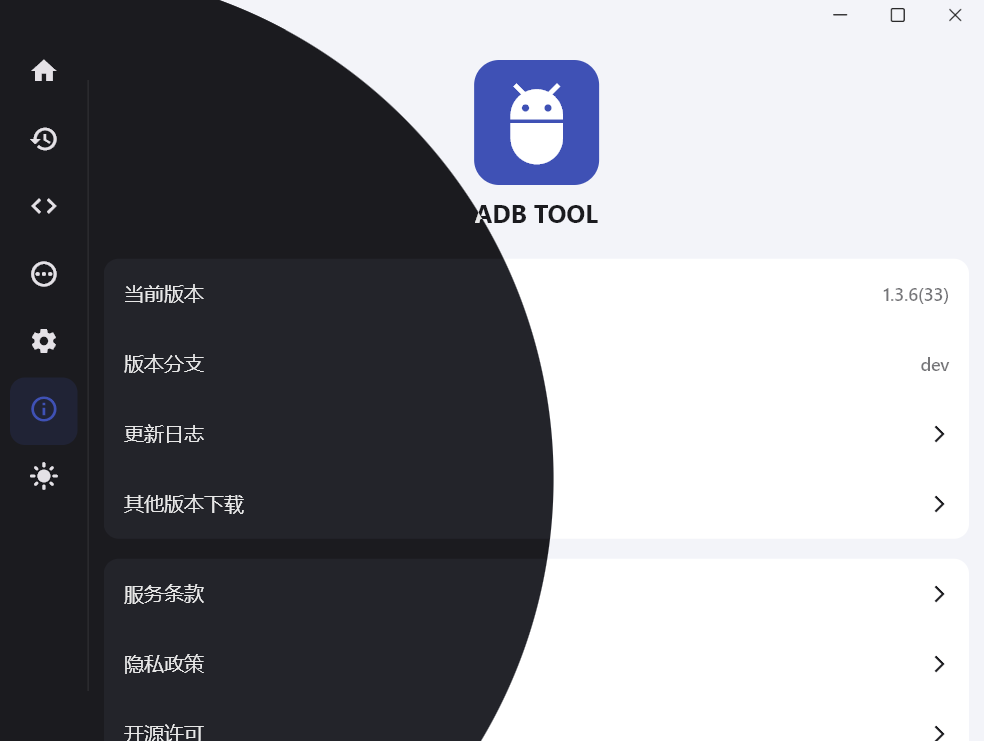 ADB TOOL
当前版本 1.3.6(33)
版本分支 dev
更新日志
其他版本下载
服务条款
隐私政策
开源许可